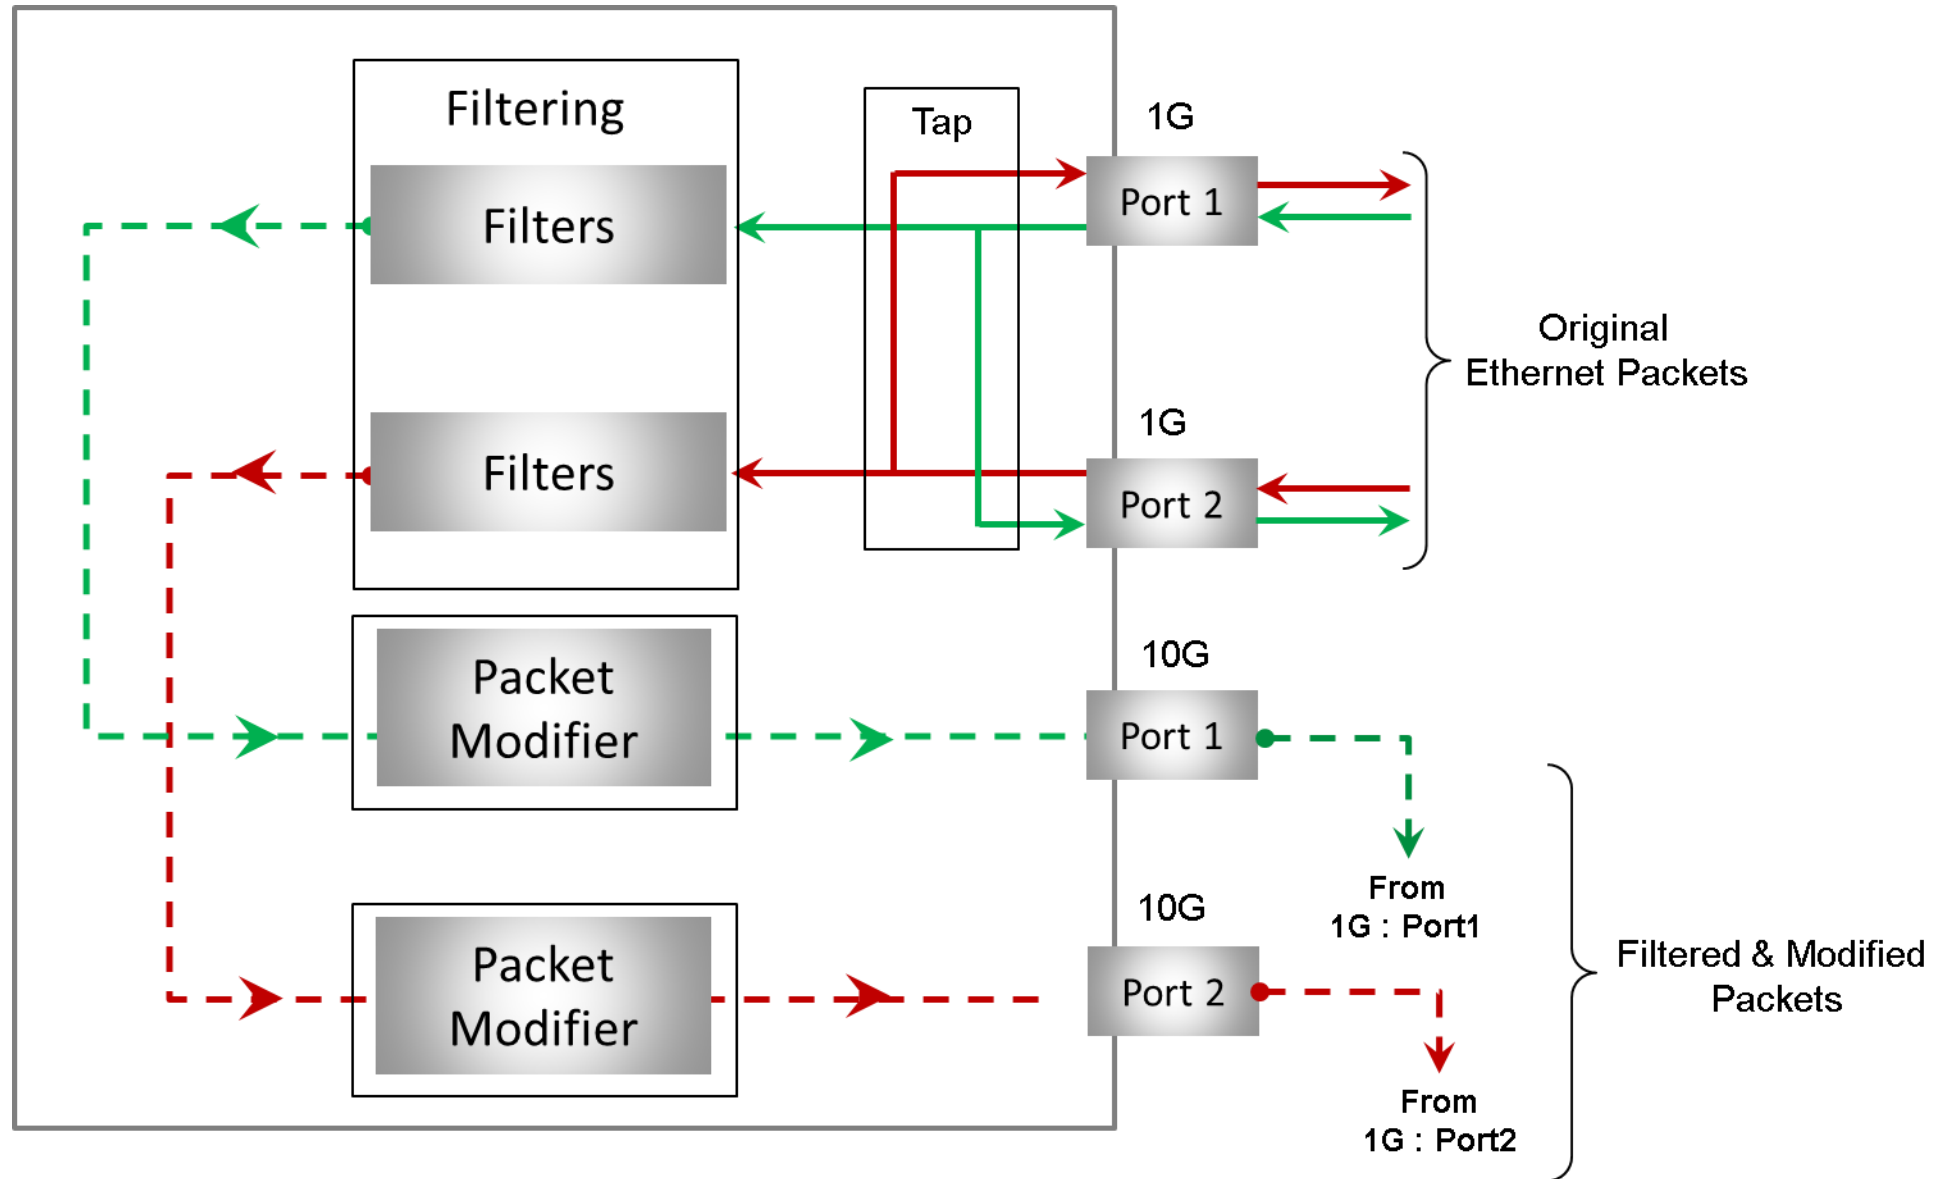 Filtering
Filters
Filters
Tap
1G
Port 1
1G
Port 2
Original
Ethernet Packets
Packet
Modifier
10G
Port 1
From
1G : Port1
Packet
Modifier
10G
Port 2
From
1G : Port2
Filtered & Modified
Packets